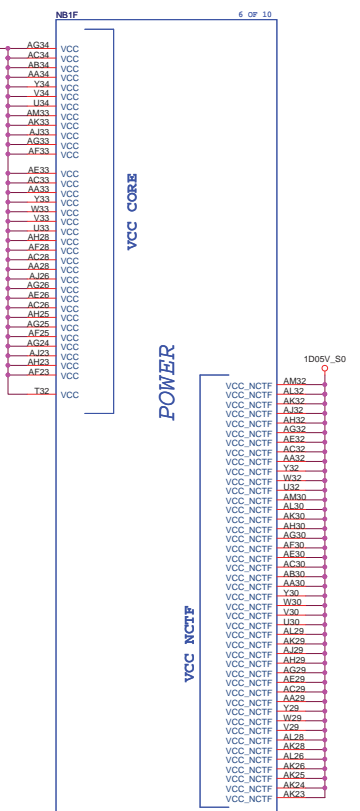 NB1F 6 OF 10
AG34 VCC
AC34 VCC
AB34 VCC
AA34 VCC
Y34 VCC
V34 VCC
U34 VCC
AM33 VCC
AK33 VCC
AJ33 VCC
AG33 VCC
AF33 VCC
AE33 VCC
AC33 VCC
AA33 VCC
Y33 VCC
W33 VCC
V33 VCC
U33 VCC
AH28 VCC
AF28 VCC
AC28 VCC
AA28 VCC
AJ26 VCC
AG26 VCC
AE26 VCC
AC26 VCC
AH25 VCC
AG25 VCC
AF25 VCC
AG24 VCC
AJ23 VCC
AH23 VCC
AF23 VCC
T32 VCC
VCC CORE
POWER
1D05V_S0
VCC_NCTF AM32
VCC_NCTF AL32
VCC_NCTF AK32
VCC_NCTF AJ32
VCC_NCTF AH32
VCC_NCTF AG32
VCC_NCTF AE32
VCC_NCTF AC32
VCC_NCTF AA32
VCC_NCTF Y32
VCC_NCTF W32
VCC_NCTF U32
VCC_NCTF AM30
VCC_NCTF AL30
VCC_NCTF AK30
VCC_NCTF AH30
VCC_NCTF AG30
VCC_NCTF AF30
VCC_NCTF AE30
VCC_NCTF AC30
VCC_NCTF AB30
VCC_NCTF AA30
VCC_NCTF Y30
VCC_NCTF W30
VCC_NCTF V30
VCC_NCTF U30
VCC_NCTF AL29
VCC_NCTF AK29
VCC_NCTF AJ29
VCC_NCTF AH29
VCC_NCTF AG29
VCC_NCTF AE29
VCC_NCTF AC29
VCC_NCTF AA29
VCC_NCTF Y29
VCC_NCTF W29
VCC_NCTF V29
VCC_NCTF AL28
VCC_NCTF AK28
VCC_NCTF AL26
VCC_NCTF AK26
VCC_NCTF AK25
VCC_NCTF AK24
VCC_NCTF AK23
VCC NCTF